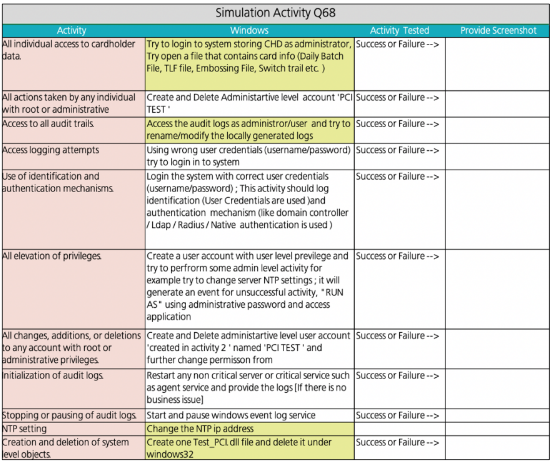 Simulation Activity Q68
Activity
Windows
Activity Tested
Provide Screenshot
All individual access to cardholder
data.
Try to login to system storing CHD as administrator,
Try open a file that contains card info (Daily Batch
File, TLF file, Embossing File, Switch trail etc. )
Success or Failure -->
All actions taken by any individual
with root or administrative
Create and Delete Administartive level  account 'PCI
TEST '
Success or Failure -->
Access to all audit trails.
Access the audit logs as administror/user  and try to
rename/modify the locally generated logs
Success or Failure -->
Access logging attempts
Using wrong user credentials (username/password)
try to login in to system
Success or Failure -->
Use of identification and
authentication mechanisms.
Login the system with correct user credentials
(username/password) ; This activity should log
identification (User Credentials are used )and
authentication  mechanism (like domain controller
/ Ldap / Radius / Native  authentication is used )
Success or Failure -->
All elevation of privileges.
Create a user account with user level previlege and
try to perfrorm some admin level activity for
example try to change server NTP settings ; it will
generate an event for unsuccessful activity, "RUN
AS" using administrative password and access
application
Success or Failure -->
All changes, additions, or deletions
to any account with root or
administrative privileges.
Create and Delete administartive level user account
'created in activity 2 ' named 'PCI TEST ' and
further change permisson from
Success or Failure -->
Initialization of audit logs.
Restart any non critical server or critical service such
as agent service and provide the logs [If there is no
business issue]
Success or Failure -->
Stopping or pausing of audit logs.
Start and pause windows event log service
Success or Failure -->
NTP setting
Change the NTP ip address
Success or Failure -->
Creation and deletion of system
level objects.
Create one Test_PCI.dll file and delete it under
windows32
Success or Failure -->